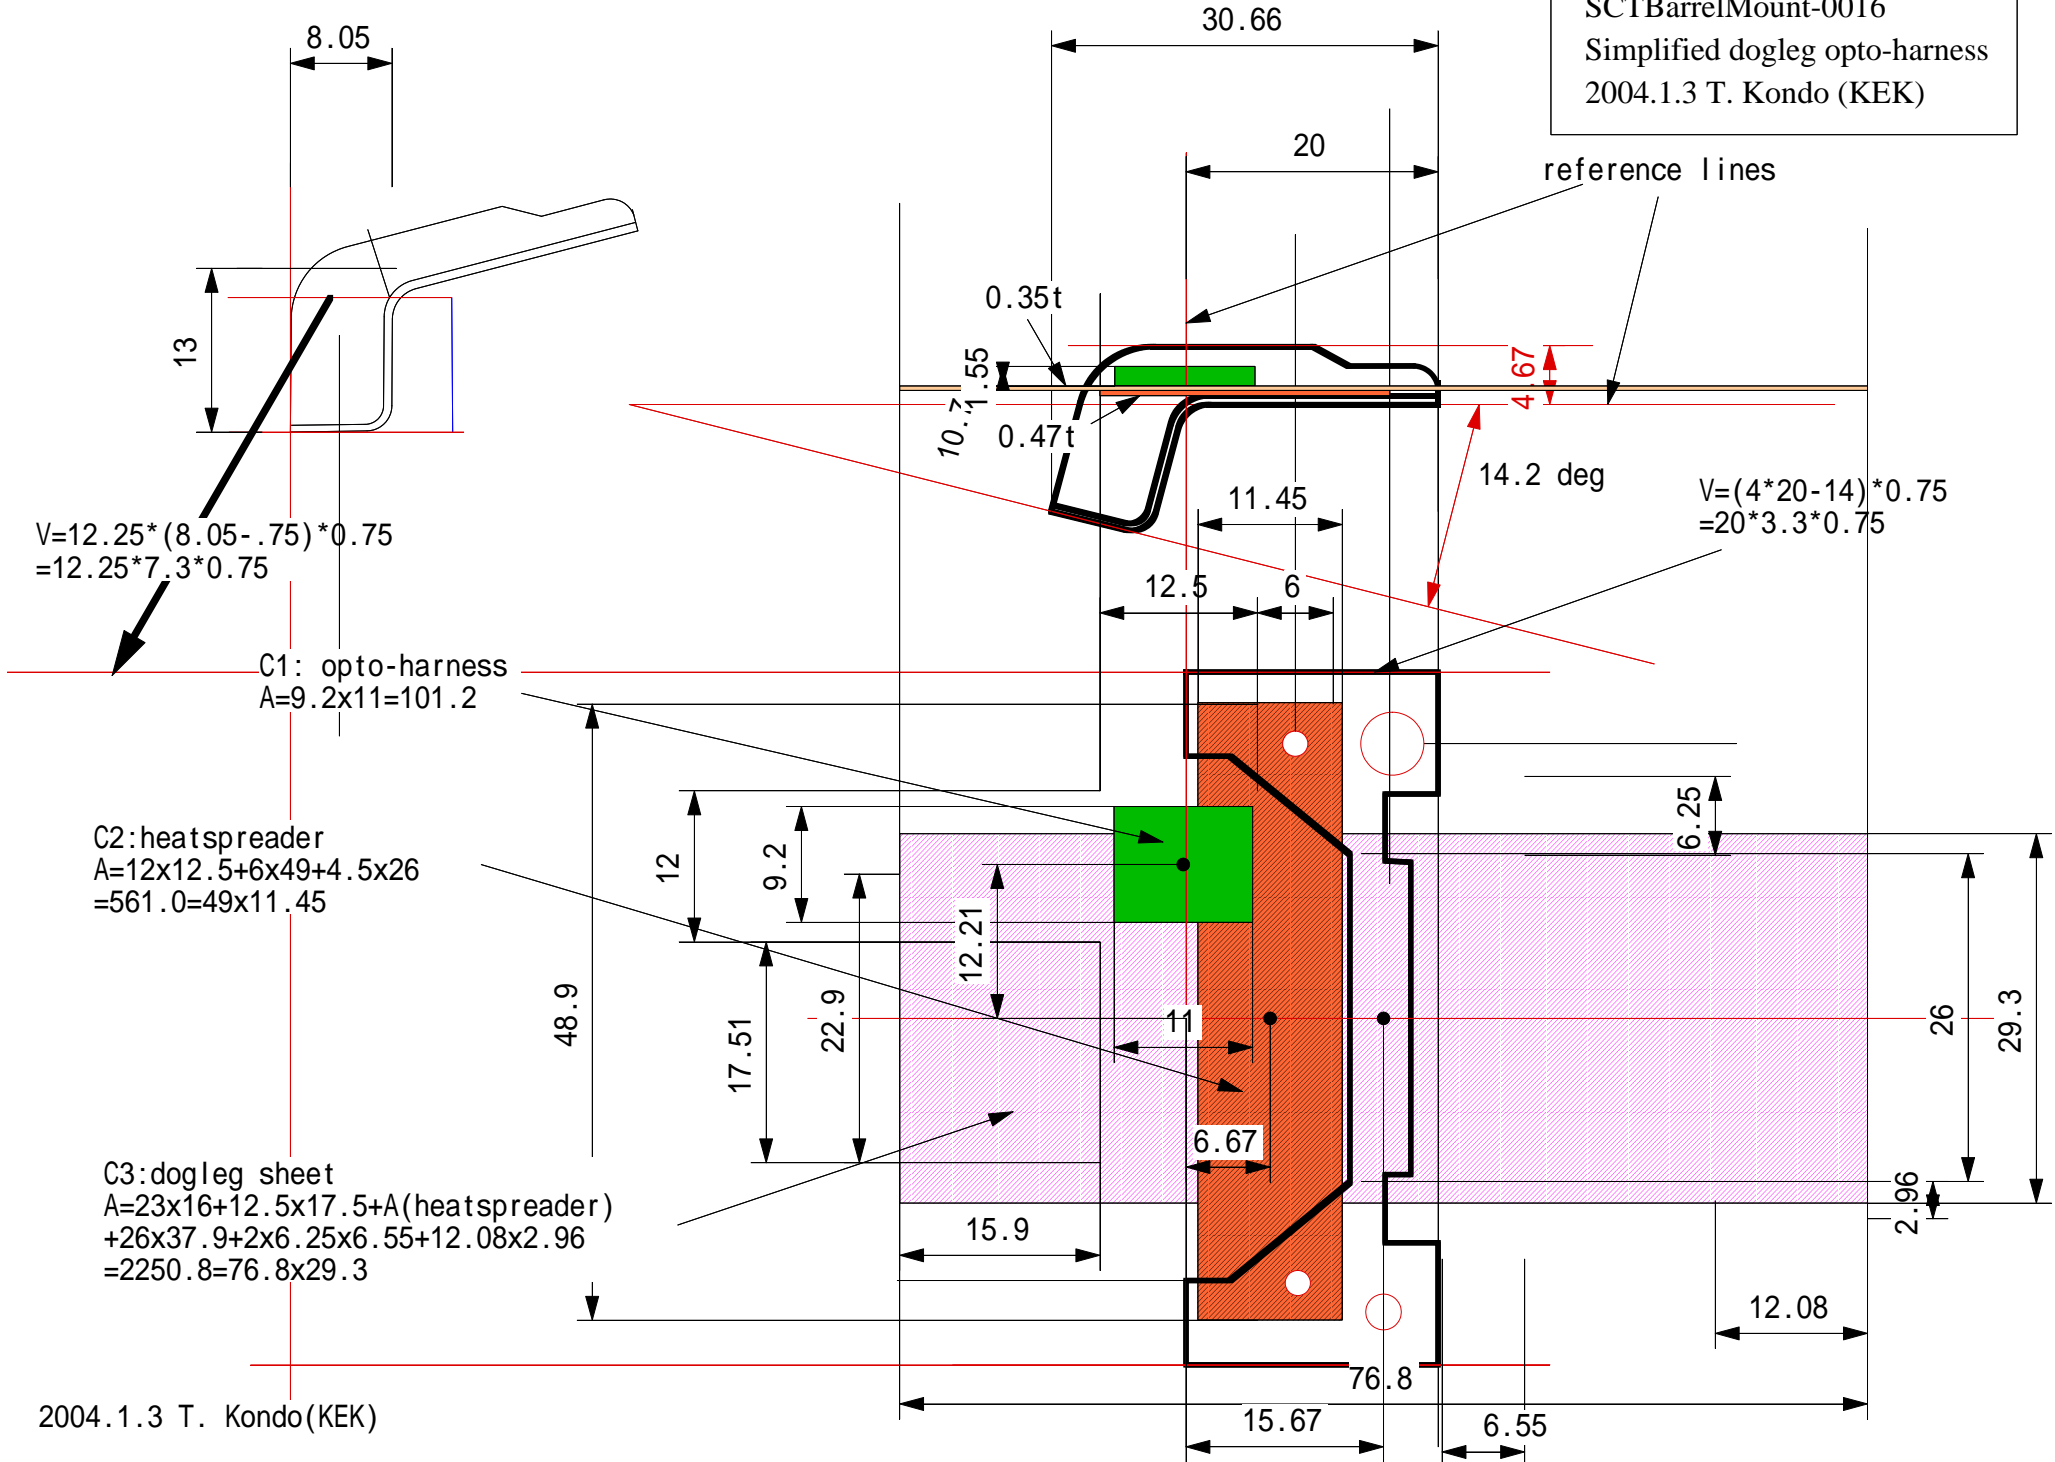 SCTBarrelMount-0016
Simplified dogleg opto-harness
2004.1.3 T. Kondo (KEK)
30.66
8.05
20
reference lines
0.35t
13
1.55
4.67
10.7
0.47t
14.2 deg
11.45
V=(4*20-14)*0.75
=20*3.3*0.75
V=12.25*(8.05-.75)*0.75
=12.25*7.3*0.75
12.5
6
C1: opto-harness
A=9.2x11=101.2
6.25
C2:heatspreader
A=12x12.5+6x49+4.5x26
=561.0=49x11.45
12
9.2
12.21
48.9
17.51
22.9
11
26
29.3
6.67
C3:dogleg sheet
A=23x16+12.5x17.5+A(heatspreader)
+26x37.9+2x6.25x6.55+12.08x2.96
=2250.8=76.8x29.3
2.96
15.9
12.08
76.8
2004.1.3 T. Kondo(KEK)
15.67
6.55